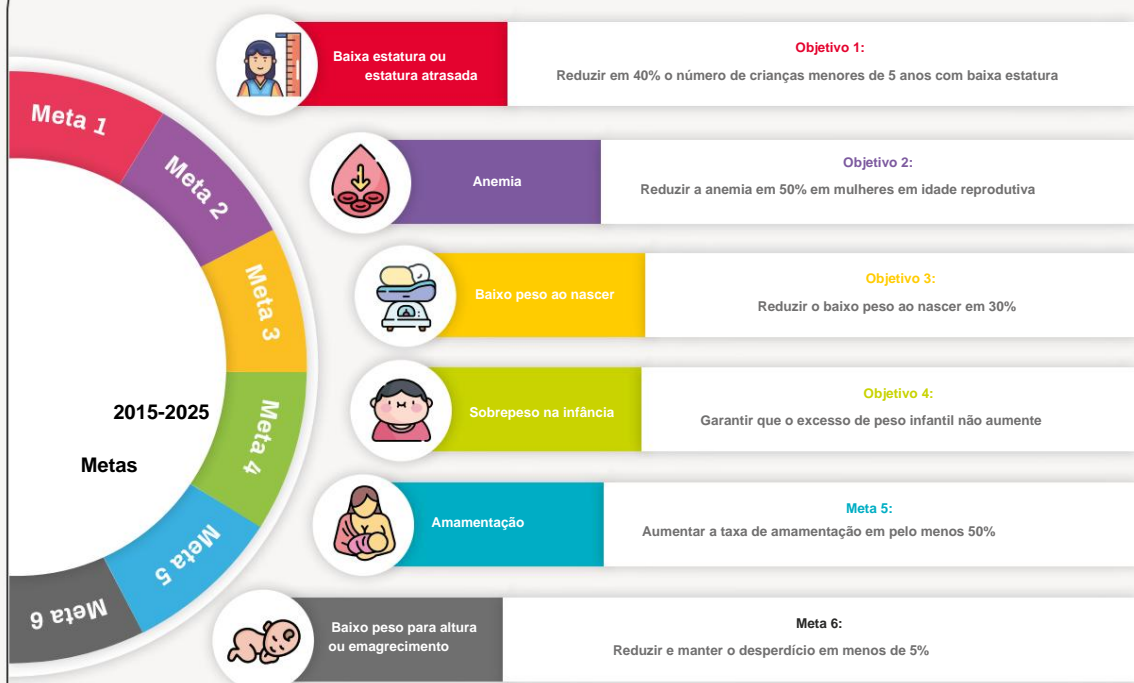 Meta 1
Meta 2
Meta 3
Meta 4
Meta 5
Meta 6
2015-2025
Metas
Baixa estatura ou
estatura atrasada
Objetivo 1:
Reduzir em 40% o número de crianças menores de 5 anos com baixa estatura
Anemia
Objetivo 2:
Reduzir a anemia em 50% em mulheres em idade reprodutiva
Baixo peso ao nascer
Objetivo 3:
Reduzir o baixo peso ao nascer em 30%
Sobrepeso na infância
Objetivo 4:
Garantir que o excesso de peso infantil não aumente
Amamentação
Meta 5:
Aumentar a taxa de amamentação em pelo menos 50%
Baixo peso para altura
ou emagrecimento
Meta 6:
Reduzir e manter o desperdício em menos de 5%